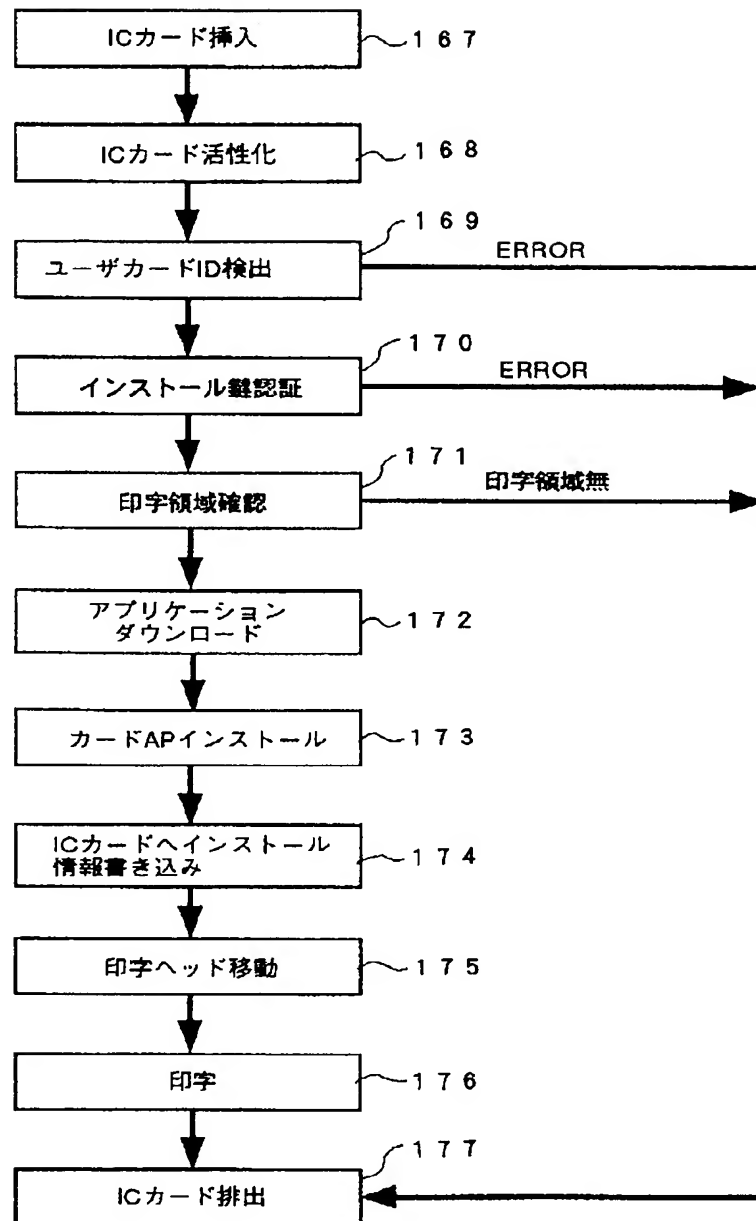 ICカード挿入
167
ICカード活性化
168
169
ユーザカードID検出
ERROR
170
インストール鍵認証
ERROR
171
印字領域確認
印字領域無
アプリケーション
ダウンロード
172
カードAPインストール
173
ICカードへインストール
情報書き込み
174
印字ヘッド移動
175
印字
176
177
ICカード排出